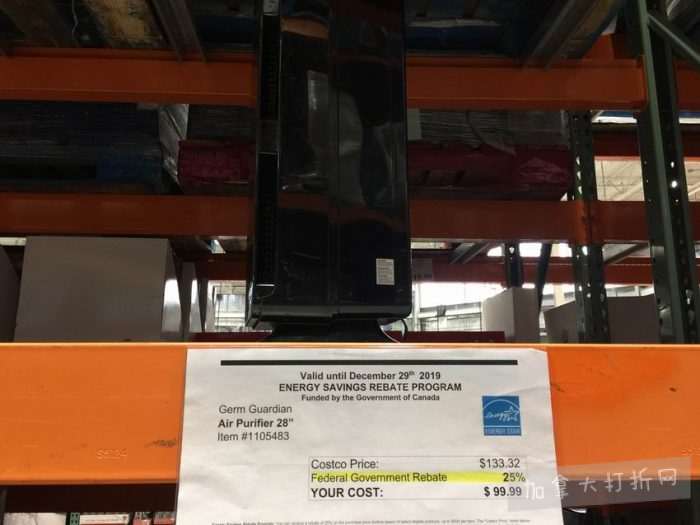 Valid until December 29th 2019
ENERGY SAVINGS REBATE PROGRAM
Funded by the Government of Canada
Germ Guardian
Air Purifier 28"
Item #1105483
ENERGY STAR
Costco Price: $133.32
Federal Government Rebate 25%
YOUR COST: $ 99.99
加拿大打折网